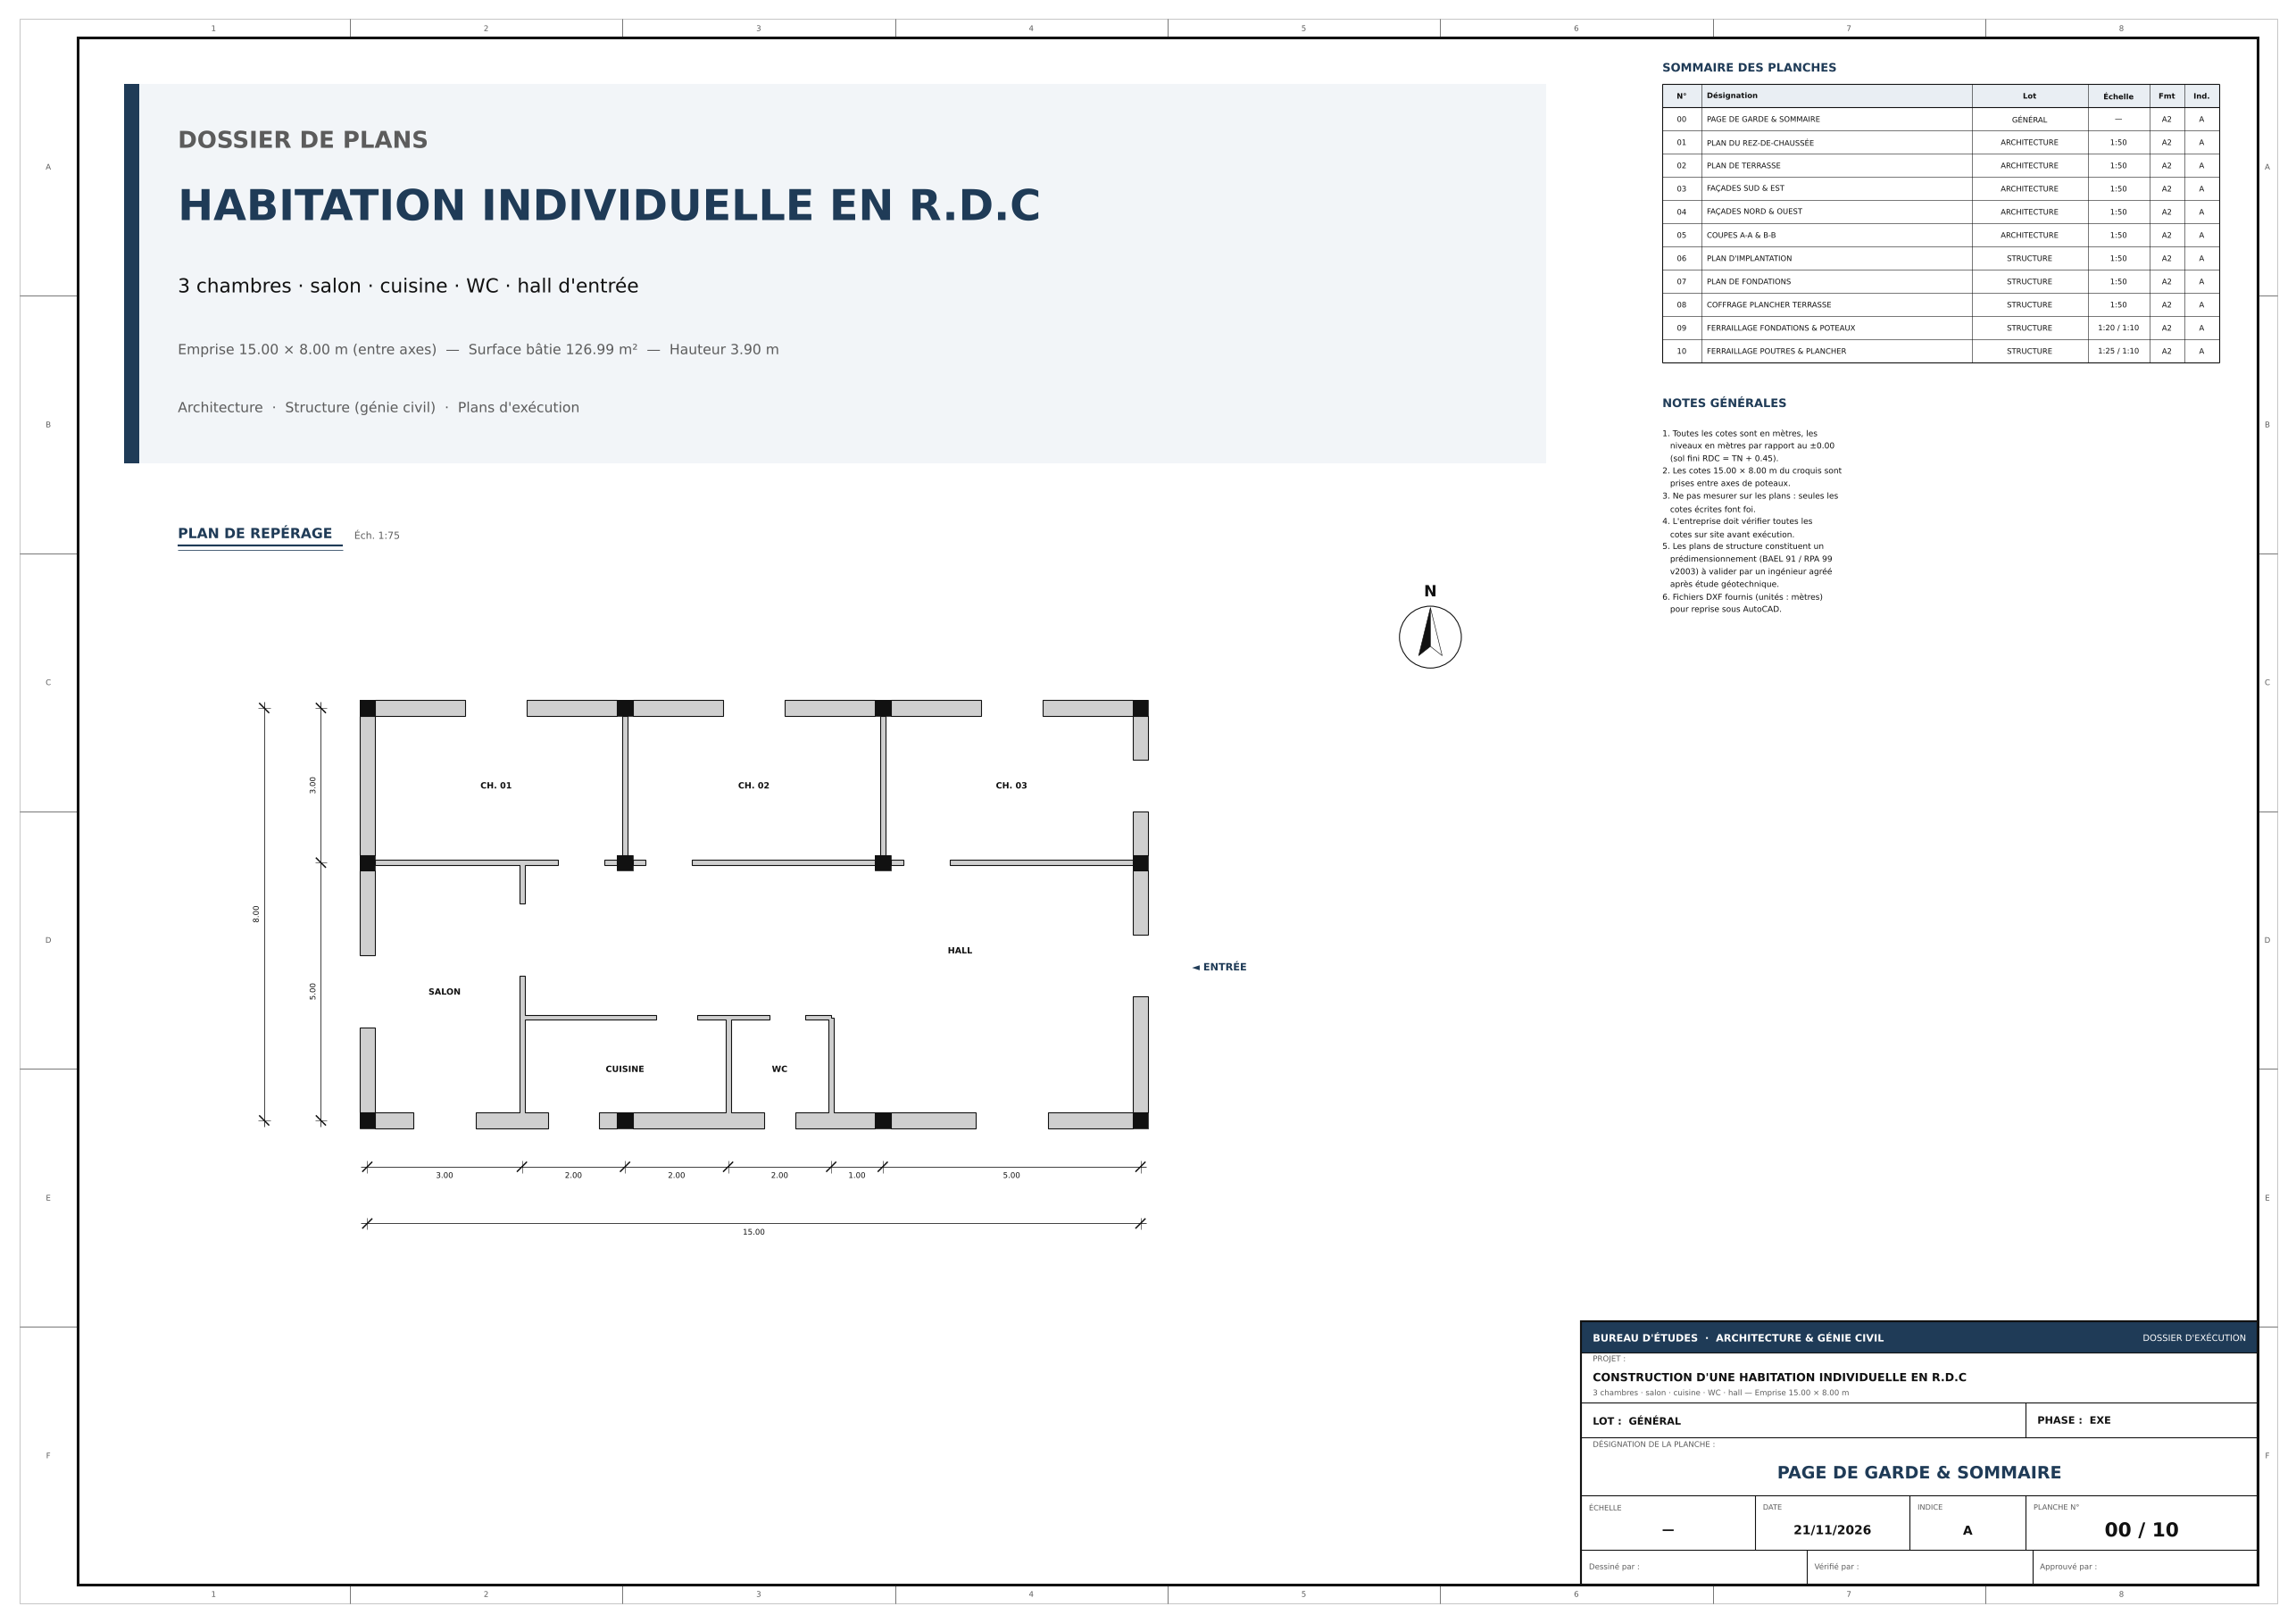 1 2 3 4 5 6 7 8
A
B
C
D
E
F
DOSSIER DE PLANS
HABITATION INDIVIDUELLE EN R.D.C
3 chambres · salon · cuisine · WC · hall d'entrée
Emprise 15.00 × 8.00 m (entre axes) — Surface bâtie 126.99 m² — Hauteur 3.90 m
Architecture · Structure (génie civil) · Plans d'exécution
SOMMAIRE DES PLANCHES
N° Désignation Lot Échelle Fmt Ind.
00 PAGE DE GARDE & SOMMAIRE GÉNÉRAL — A2 A
01 PLAN DU REZ-DE-CHAUSSÉE ARCHITECTURE 1:50 A2 A
02 PLAN DE TERRASSE ARCHITECTURE 1:50 A2 A
03 FAÇADES SUD & EST ARCHITECTURE 1:50 A2 A
04 FAÇADES NORD & OUEST ARCHITECTURE 1:50 A2 A
05 COUPES A-A & B-B ARCHITECTURE 1:50 A2 A
06 PLAN D'IMPLANTATION STRUCTURE 1:50 A2 A
07 PLAN DE FONDATIONS STRUCTURE 1:50 A2 A
08 COFFRAGE PLANCHER TERRASSE STRUCTURE 1:50 A2 A
09 FERRAILLAGE FONDATIONS & POTEAUX STRUCTURE 1:20 / 1:10 A2 A
10 FERRAILLAGE POUTRES & PLANCHER STRUCTURE 1:25 / 1:10 A2 A
NOTES GÉNÉRALES
1. Toutes les cotes sont en mètres, les
niveaux en mètres par rapport au ±0.00
(sol fini RDC = TN + 0.45).
2. Les cotes 15.00 × 8.00 m du croquis sont
prises entre axes de poteaux.
3. Ne pas mesurer sur les plans : seules les
cotes écrites font foi.
4. L'entreprise doit vérifier toutes les
cotes sur site avant exécution.
5. Les plans de structure constituent un
prédimensionnement (BAEL 91 / RPA 99
v2003) à valider par un ingénieur agréé
après étude géotechnique.
6. Fichiers DXF fournis (unités : mètres)
pour reprise sous AutoCAD.
PLAN DE REPÉRAGE Éch. 1:75
N
CH. 01 CH. 02 CH. 03
3.00
8.00
5.00
HALL
◄ ENTRÉE
SALON
CUISINE WC
3.00 2.00 2.00 2.00 1.00 5.00
15.00
BUREAU D'ÉTUDES · ARCHITECTURE & GÉNIE CIVIL DOSSIER D'EXÉCUTION
PROJET :
CONSTRUCTION D'UNE HABITATION INDIVIDUELLE EN R.D.C
3 chambres · salon · cuisine · WC · hall — Emprise 15.00 × 8.00 m
LOT : GÉNÉRAL PHASE : EXE
DÉSIGNATION DE LA PLANCHE :
PAGE DE GARDE & SOMMAIRE
ÉCHELLE DATE INDICE PLANCHE N°
— 21/11/2026 A 00 / 10
Dessiné par : Vérifié par : Approuvé par :
A
B
C
D
E
F
1 2 3 4 5 6 7 8